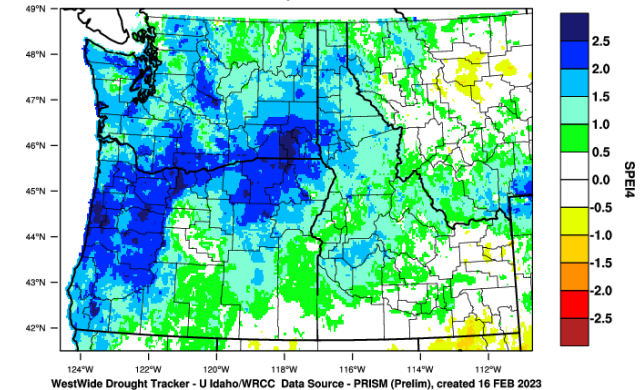 49°N
48°N
47°N
46°N
45°N
44°N
43°N
42°N
124°W 122°W 120°W 118°W 116°W 114°W 112°W
2.5
2.0
1.5
1.0
0.5
0.0
-0.5
-1.0
-1.5
-2.0
-2.5
SPEI4
WestWide Drought Tracker - U Idaho/WRCC Data Source - PRISM (Prelim), created 16 FEB 2023